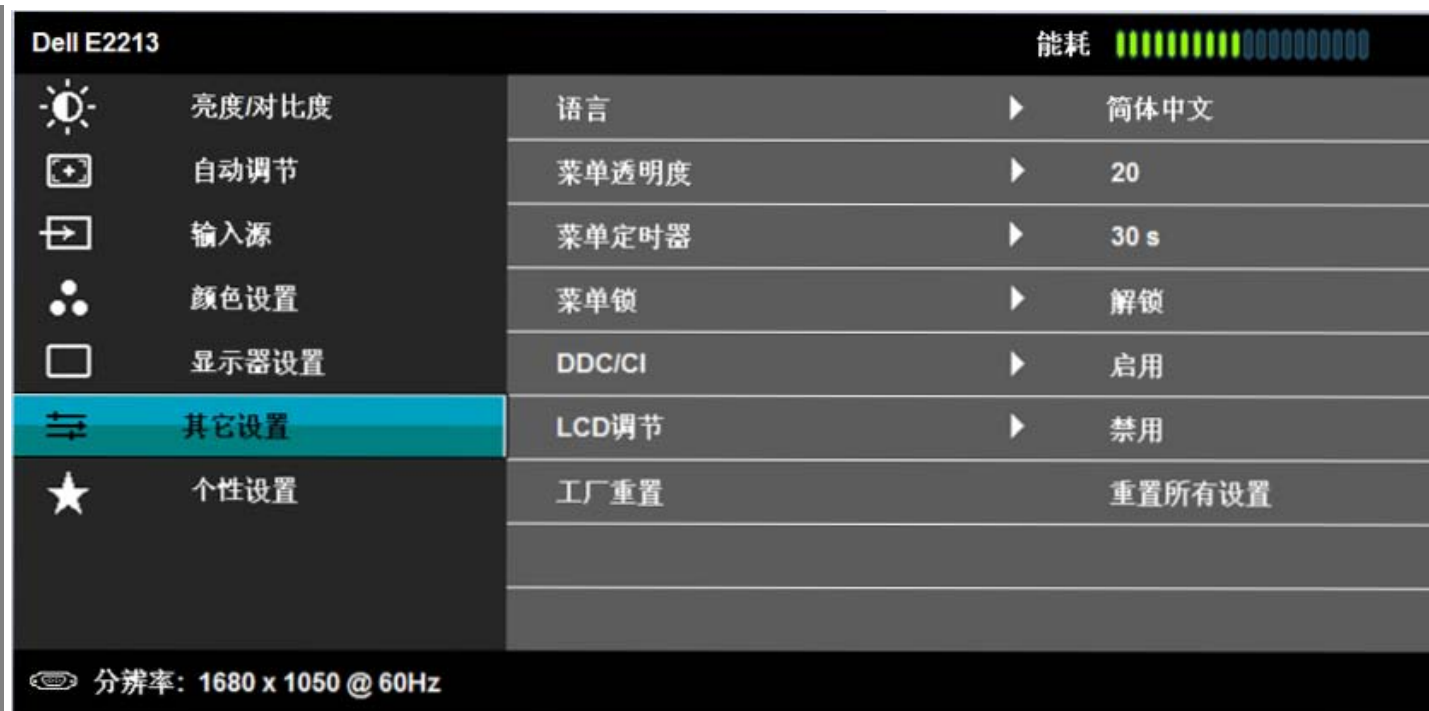 Dell E2213 能耗
亮度/对比度 语言 简体中文
自动调节 菜单透明度 20
输入源 菜单定时器 30 s
颜色设置 菜单锁 解锁
显示器设置 DDC/CI 启用
其它设置 LCD调节 禁用
个性设置 工厂重置 重置所有设置
分辨率: 1680 x 1050 @ 60Hz